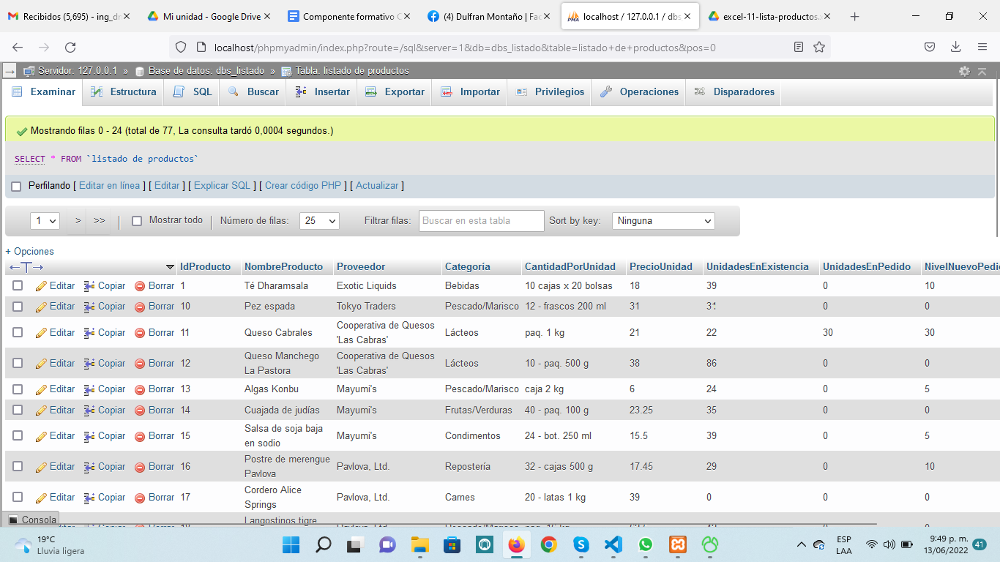 Recibidos (5,695) - ing_dr
Mi unidad - Google Drive
Componente formativo C
(4) Dulfran Montaño | Fac
localhost / 127.0.0.1 / dbs
excel-11-lista-productos.x
localhost/phpmyadmin/index.php?route=/sql&server=1&db=dbs_listado&table=listado+de+productos&pos=0
Servidor: 127.0.0.1 » Base de datos: dbs_listado » Tabla: listado de productos
Examinar Estructura SQL Buscar Insertar Exportar Importar Privilegios Operaciones Disparadores
Mostrando filas 0 - 24 (total de 77, La consulta tardó 0,0004 segundos.)
SELECT * FROM `listado de productos`
Perfilando [ Editar en línea ] [ Editar ] [ Explicar SQL ] [ Crear código PHP ] [ Actualizar ]
1 > >> Mostrar todo Número de filas: 25 Filtrar filas: Buscar en esta tabla Sort by key: Ninguna
+ Opciones
←T→ IdProducto NombreProducto Proveedor Categoría CantidadPorUnidad PrecioUnidad UnidadesEnExistencia UnidadesEnPedido NivelNuevoPedid
Editar Copiar Borrar 1 Té Dharamsala Exotic Liquids Bebidas 10 cajas x 20 bolsas 18 39 0 10
Editar Copiar Borrar 10 Pez espada Tokyo Traders Pescado/Marisco 12 - frascos 200 ml 31 31 0 0
Editar Copiar Borrar 11 Queso Cabrales Cooperativa de Quesos 'Las Cabras' Lácteos paq. 1 kg 21 22 30 30
Editar Copiar Borrar 12 Queso Manchego La Pastora Cooperativa de Quesos 'Las Cabras' Lácteos 10 - paq. 500 g 38 86 0 0
Editar Copiar Borrar 13 Algas Konbu Mayumi's Pescado/Marisco caja 2 kg 6 24 0 5
Editar Copiar Borrar 14 Cuajada de judías Mayumi's Frutas/Verduras 40 - paq. 100 g 23.25 35 0 0
Editar Copiar Borrar 15 Salsa de soja baja en sodio Mayumi's Condimentos 24 - bot. 250 ml 15.5 39 0 5
Editar Copiar Borrar 16 Postre de merengue Pavlova Pavlova, Ltd. Repostería 32 - cajas 500 g 17.45 29 0 10
Editar Copiar Borrar 17 Cordero Alice Springs Pavlova, Ltd. Carnes 20 - latas 1 kg 39 0 0 0
Langostinos tigre
Consola
19°C
Lluvia ligera
ESP
LAA
9:49 p. m.
13/06/2022
41